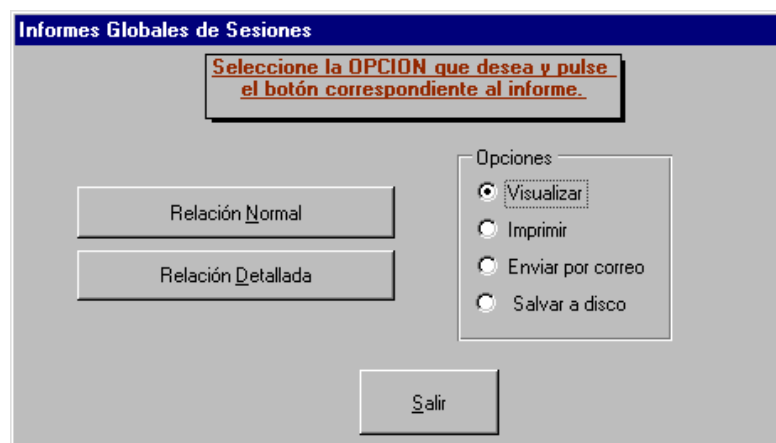 Informes Globales de Sesiones
Seleccione la OPCION que desea y pulse
el botón correspondiente al informe.
Opciones
Relación Normal
Relación Detallada
Visualizar
Imprimir
Enviar por correo
Salvar a disco
Salir